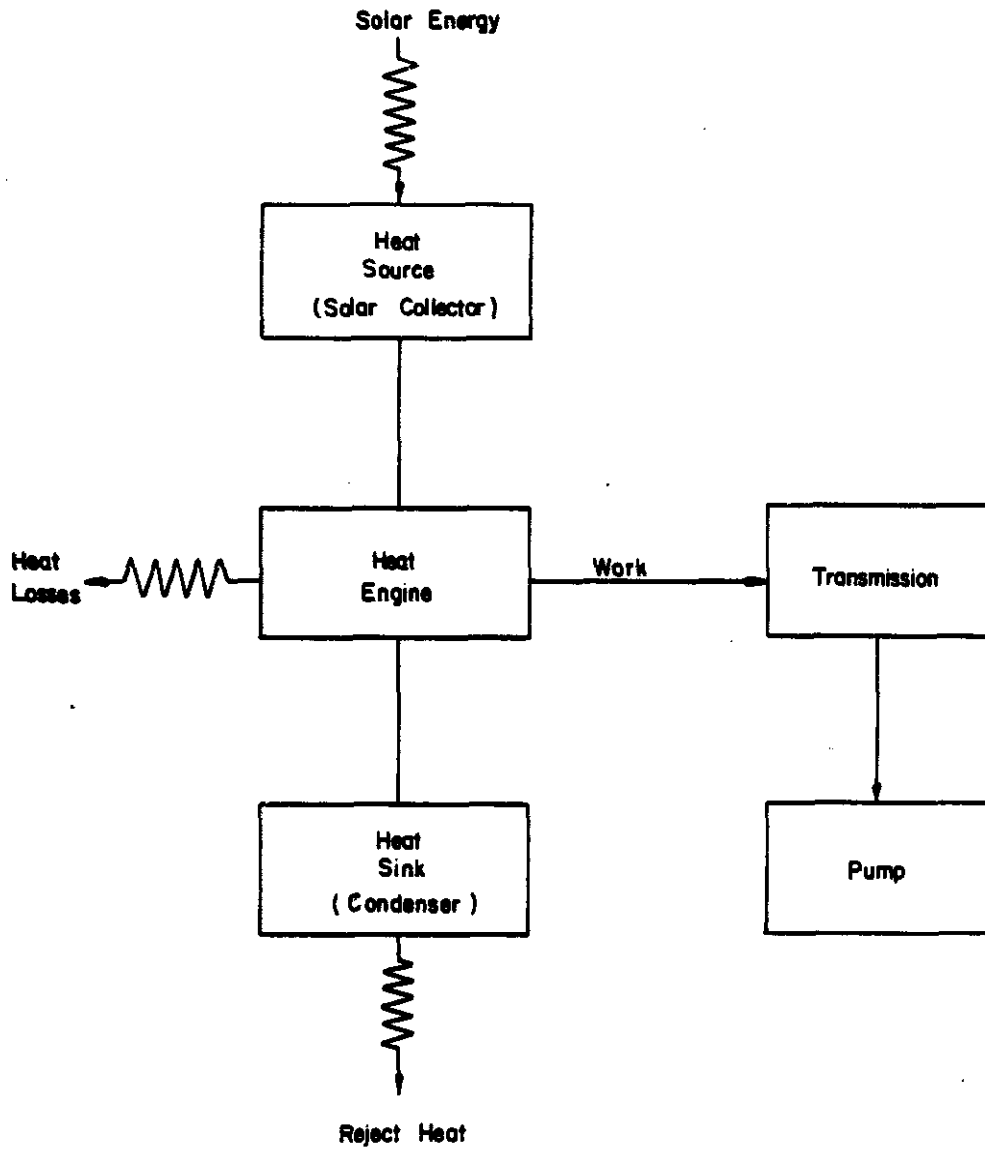 Solar Energy
Heat
Source
(Solar Collector)
Heat
Losses
Heat
Engine
Work
Transmission
Heat
Sink
(Condenser)
Pump
Reject Heat